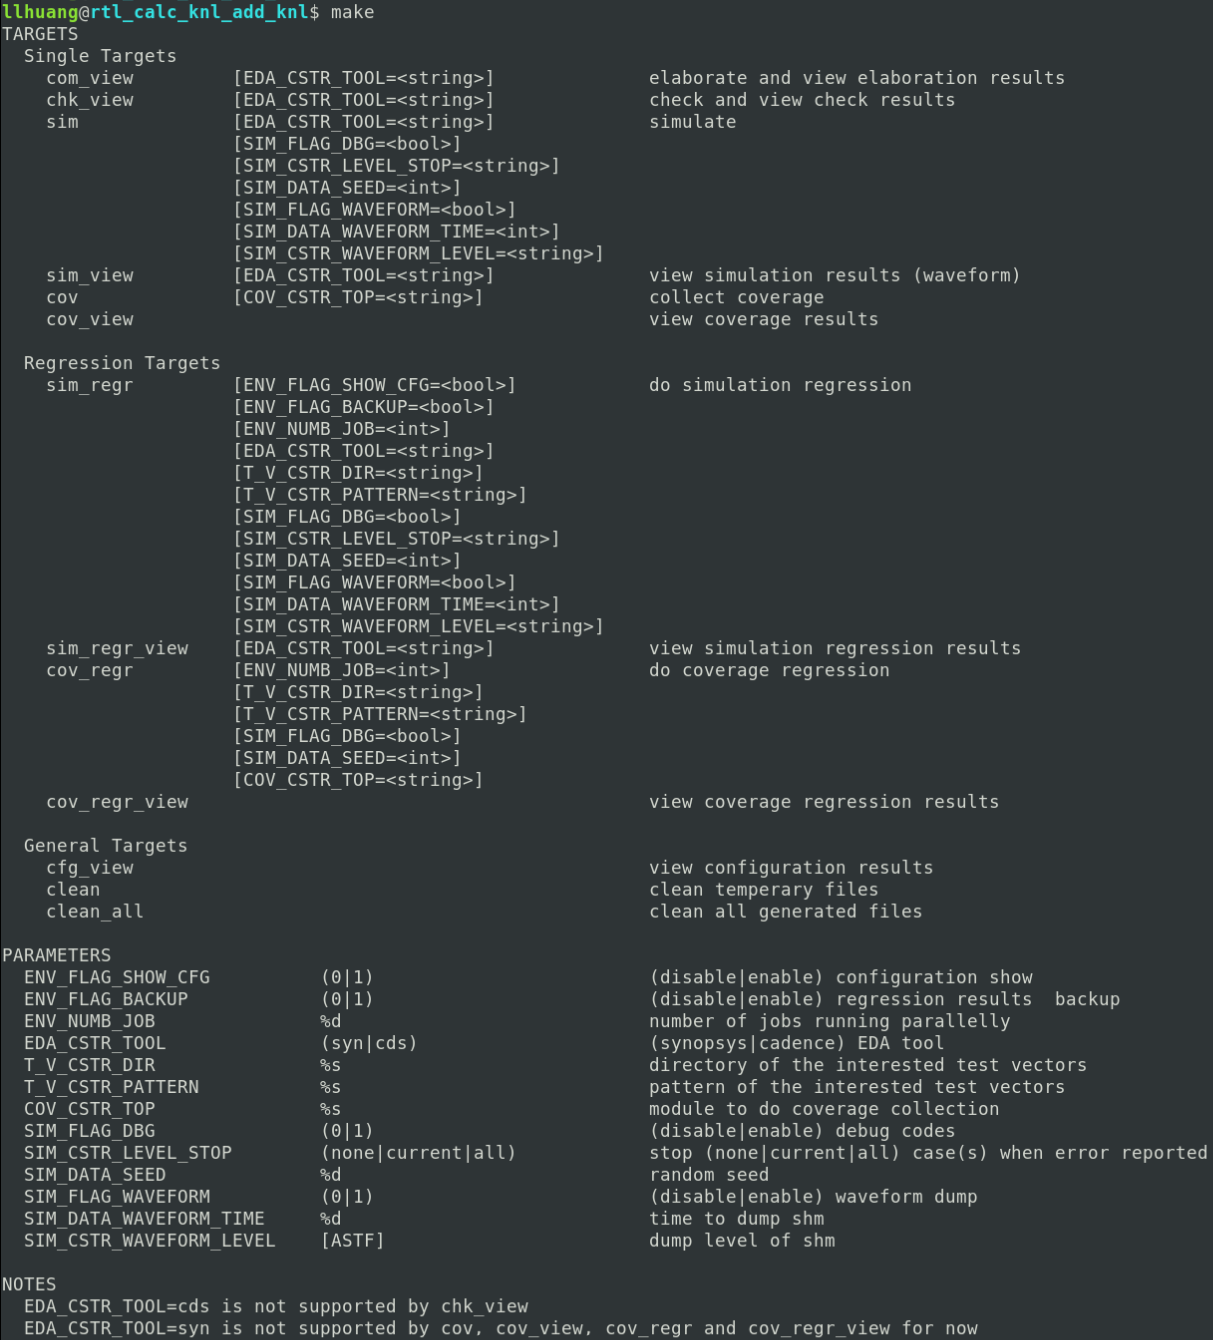 llhuang@rtl_calc_knl_add_knl$ make
TARGETS
  Single Targets
    com_view         [EDA_CSTR_TOOL=<string>]              elaborate and view elaboration results
    chk_view         [EDA_CSTR_TOOL=<string>]              check and view check results
    sim              [EDA_CSTR_TOOL=<string>]              simulate
                     [SIM_FLAG_DBG=<bool>]
                     [SIM_CSTR_LEVEL_STOP=<string>]
                     [SIM_DATA_SEED=<int>]
                     [SIM_FLAG_WAVEFORM=<bool>]
                     [SIM_DATA_WAVEFORM_TIME=<int>]
                     [SIM_CSTR_WAVEFORM_LEVEL=<string>]
    sim_view         [EDA_CSTR_TOOL=<string>]              view simulation results (waveform)
    cov              [COV_CSTR_TOP=<string>]               collect coverage
    cov_view                                               view coverage results

  Regression Targets
    sim_regr         [ENV_FLAG_SHOW_CFG=<bool>]            do simulation regression
                     [ENV_FLAG_BACKUP=<bool>]
                     [ENV_NUMB_JOB=<int>]
                     [EDA_CSTR_TOOL=<string>]
                     [T_V_CSTR_DIR=<string>]
                     [T_V_CSTR_PATTERN=<string>]
                     [SIM_FLAG_DBG=<bool>]
                     [SIM_CSTR_LEVEL_STOP=<string>]
                     [SIM_DATA_SEED=<int>]
                     [SIM_FLAG_WAVEFORM=<bool>]
                     [SIM_DATA_WAVEFORM_TIME=<int>]
                     [SIM_CSTR_WAVEFORM_LEVEL=<string>]
    sim_regr_view    [EDA_CSTR_TOOL=<string>]              view simulation regression results
    cov_regr         [ENV_NUMB_JOB=<int>]                  do coverage regression
                     [T_V_CSTR_DIR=<string>]
                     [T_V_CSTR_PATTERN=<string>]
                     [SIM_FLAG_DBG=<bool>]
                     [SIM_DATA_SEED=<int>]
                     [COV_CSTR_TOP=<string>]
    cov_regr_view                                          view coverage regression results

  General Targets
    cfg_view                                               view configuration results
    clean                                                  clean temperary files
    clean_all                                              clean all generated files

PARAMETERS
  ENV_FLAG_SHOW_CFG          (0|1)                         (disable|enable) configuration show
  ENV_FLAG_BACKUP            (0|1)                         (disable|enable) regression results  backup
  ENV_NUMB_JOB               %d                            number of jobs running parallelly
  EDA_CSTR_TOOL              (syn|cds)                     (synopsys|cadence) EDA tool
  T_V_CSTR_DIR               %s                            directory of the interested test vectors
  T_V_CSTR_PATTERN           %s                            pattern of the interested test vectors
  COV_CSTR_TOP               %s                            module to do coverage collection
  SIM_FLAG_DBG               (0|1)                         (disable|enable) debug codes
  SIM_CSTR_LEVEL_STOP        (none|current|all)            stop (none|current|all) case(s) when error reported
  SIM_DATA_SEED              %d                            random seed
  SIM_FLAG_WAVEFORM          (0|1)                         (disable|enable) waveform dump
  SIM_DATA_WAVEFORM_TIME     %d                            time to dump shm
  SIM_CSTR_WAVEFORM_LEVEL    [ASTF]                        dump level of shm

NOTES
  EDA_CSTR_TOOL=cds is not supported by chk_view
  EDA_CSTR_TOOL=syn is not supported by cov, cov_view, cov_regr and cov_regr_view for now